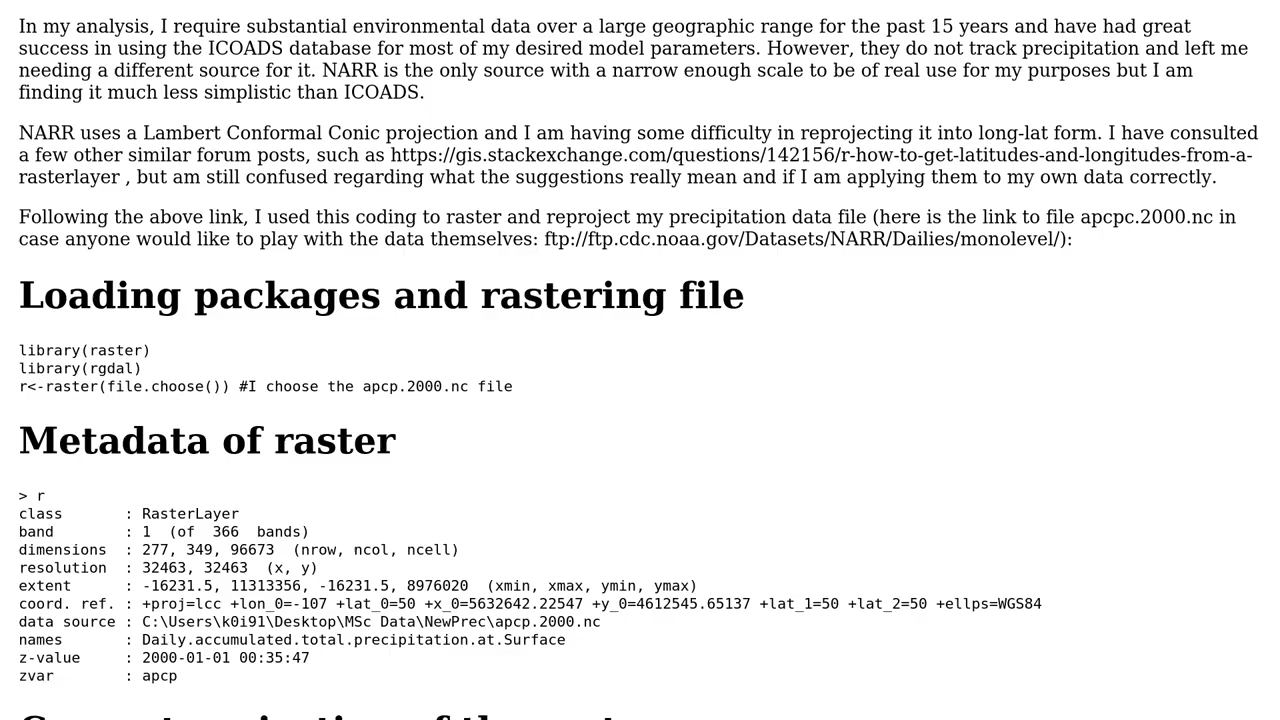 In my analysis, I require substantial environmental data over a large geographic range for the past 15 years and have had great
success in using the ICOADS database for most of my desired model parameters. However, they do not track precipitation and left me
needing a different source for it. NARR is the only source with a narrow enough scale to be of real use for my purposes but I am
finding it much less simplistic than ICOADS.
NARR uses a Lambert Conformal Conic projection and I am having some difficulty in reprojecting it into long-lat form. I have consulted
a few other similar forum posts, such as https://gis.stackexchange.com/questions/142156/r-how-to-get-latitudes-and-longitudes-from-a-
rasterlayer , but am still confused regarding what the suggestions really mean and if I am applying them to my own data correctly.
Following the above link, I used this coding to raster and reproject my precipitation data file (here is the link to file apcpc.2000.nc in
case anyone would like to play with the data themselves: ftp://ftp.cdc.noaa.gov/Datasets/NARR/Dailies/monolevel/):
Loading packages and rastering file
library(raster)
library(rgdal)
r<-raster(file.choose()) #I choose the apcp.2000.nc file
Metadata of raster
> r
class       : RasterLayer
band        : 1  (of  366  bands)
dimensions  : 277, 349, 96673  (nrow, ncol, ncell)
resolution  : 32463, 32463  (x, y)
extent      : -16231.5, 11313356, -16231.5, 8976020  (xmin, xmax, ymin, ymax)
coord. ref. : +proj=lcc +lon_0=-107 +lat_0=50 +x_0=5632642.22547 +y_0=4612545.65137 +lat_1=50 +lat_2=50 +ellps=WGS84
data source : C:\Users\k0i91\Desktop\MSc Data\NewPrec\apcp.2000.nc
names       : Daily.accumulated.total.precipitation.at.Surface
z-value     : 2000-01-01 00:35:47
zvar        : apcp